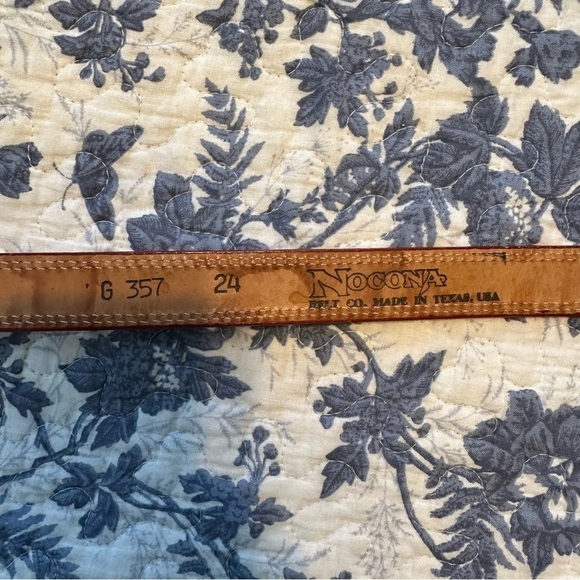 G 357 24 NOCONA
BELT CO. MADE IN TEXAS, USA